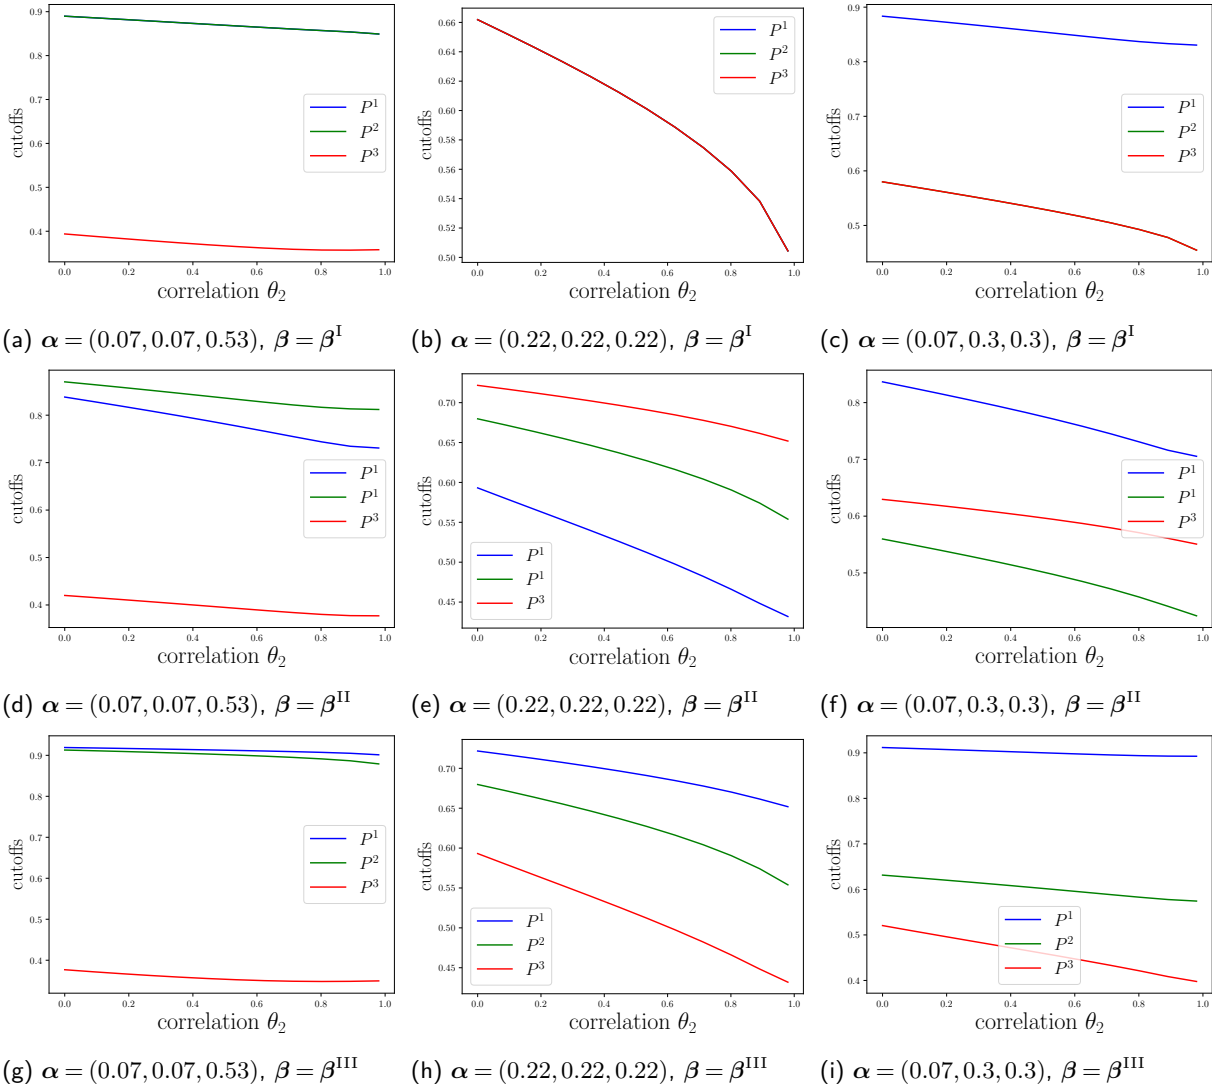 cutoffs
0.9
0.8
0.7
0.6
0.5
0.4
P¹
P²
P³
0.0 0.2 0.4 0.6 0.8 1.0
correlation θ₂
(a) α = (0.07, 0.07, 0.53), β = β^I
cutoffs
0.66
0.64
0.62
0.60
0.58
0.56
0.54
0.52
0.50
P¹
P²
P³
0.0 0.2 0.4 0.6 0.8 1.0
correlation θ₂
(b) α = (0.22, 0.22, 0.22), β = β^I
cutoffs
0.9
0.8
0.7
0.6
0.5
P¹
P²
P³
0.0 0.2 0.4 0.6 0.8 1.0
correlation θ₂
(c) α = (0.07, 0.3, 0.3), β = β^I
cutoffs
0.8
0.7
0.6
0.5
0.4
P¹
P¹
P³
0.0 0.2 0.4 0.6 0.8 1.0
correlation θ₂
(d) α = (0.07, 0.07, 0.53), β = β^II
cutoffs
0.70
0.65
0.60
0.55
0.50
0.45
P¹
P¹
P³
0.0 0.2 0.4 0.6 0.8 1.0
correlation θ₂
(e) α = (0.22, 0.22, 0.22), β = β^II
cutoffs
0.8
0.7
0.6
0.5
P¹
P¹
P³
0.0 0.2 0.4 0.6 0.8 1.0
correlation θ₂
(f) α = (0.07, 0.3, 0.3), β = β^II
cutoffs
0.9
0.8
0.7
0.6
0.5
0.4
P¹
P²
P³
0.0 0.2 0.4 0.6 0.8 1.0
correlation θ₂
(g) α = (0.07, 0.07, 0.53), β = β^III
cutoffs
0.70
0.65
0.60
0.55
0.50
0.45
P¹
P²
P³
0.0 0.2 0.4 0.6 0.8 1.0
correlation θ₂
(h) α = (0.22, 0.22, 0.22), β = β^III
cutoffs
0.9
0.8
0.7
0.6
0.5
0.4
P¹
P²
P³
0.0 0.2 0.4 0.6 0.8 1.0
correlation θ₂
(i) α = (0.07, 0.3, 0.3), β = β^III